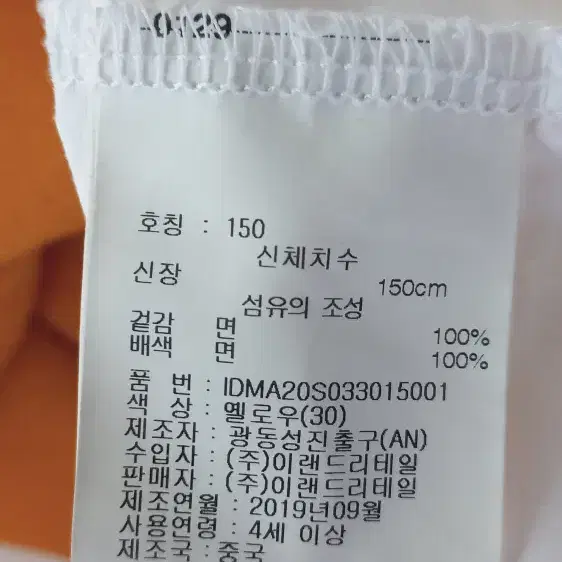 호칭 : 150
신체치수
신장 150cm
섬유의 조성
겉감 면 100%
배색 면 100%
품 번 : IDMA20S033015001
색 상 : 옐로우(30)
제조자 : 광동성진출구(AN)
수입자 : (주)이랜드리테일
판매자 : (주)이랜드리테일
제조연월 : 2019년09월
사용연령 : 4세 이상
제조국 : 중국